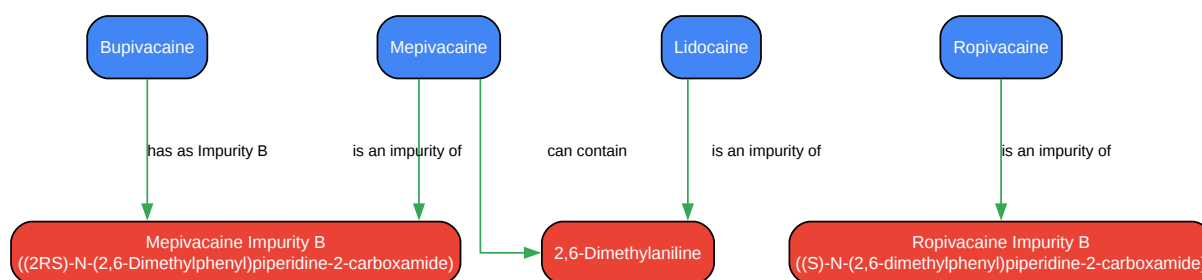 Bupivacaine
Mepivacaine
Lidocaine
Ropivacaine
has as Impurity B
is an impurity of
can contain
is an impurity of
is an impurity of
Mepivacaine Impurity B
((2RS)-N-(2,6-Dimethylphenyl)piperidine-2-carboxamide)
2,6-Dimethylaniline
Ropivacaine Impurity B
((S)-N-(2,6-dimethylphenyl)piperidine-2-carboxamide